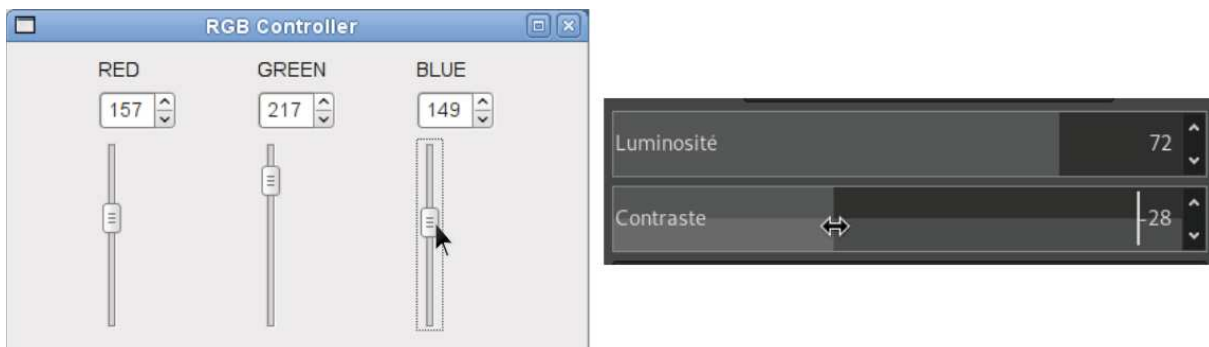 RGB Controller
RED GREEN BLUE
157 217 149
Luminosité 72
Contraste -28